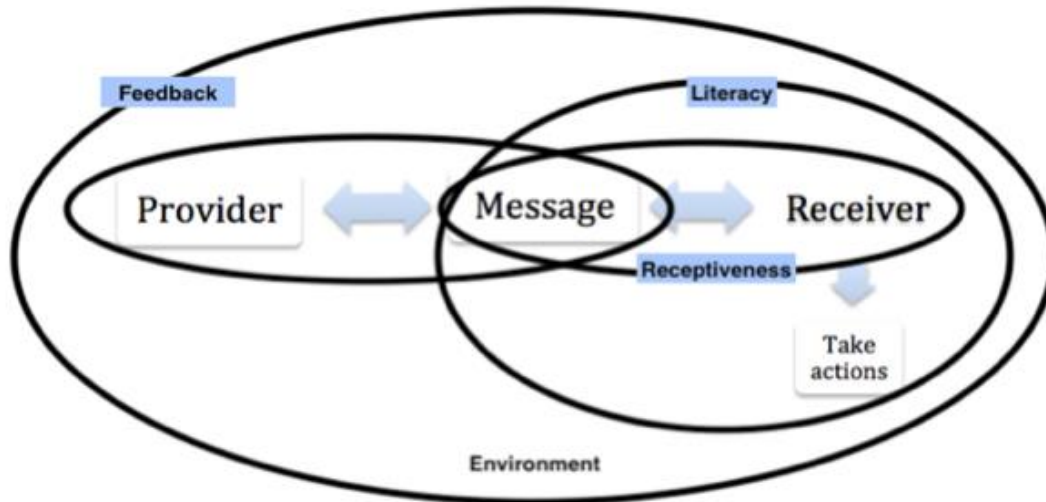 Feedback
Literacy
Provider
Message
Receiver
Receptiveness
Take
actions
Environment